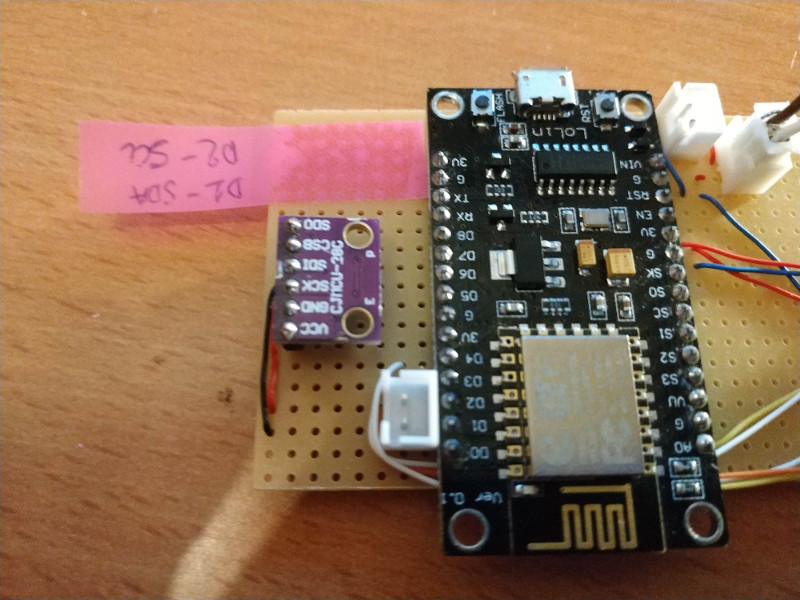 D1 - SDA
D2 - SCL
SDO
CSB
SDI
SCK
GND
VCC
P
E
FLASH
RST
LoLin
3V
G
TX
RX
D8
D7
D6
D5
G
3V
D4
D3
D2
D1
D0
VIN
G
RST
EN
3V
G
SK
SO
SC
S1
S2
S3
VU
G
A0
Ver 0.1